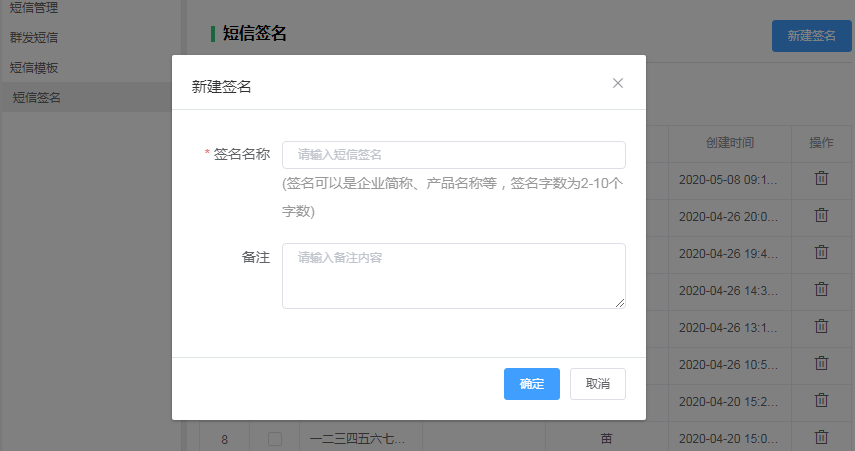 短信管理
群发短信
短信模板
短信签名
短信签名
新建签名
新建签名
* 签名名称
请输入短信签名
(签名可以是企业简称、产品名称等，签名字数为2-10个
字数)
备注
请输入备注内容
确定
取消
创建时间
操作
2020-05-08 09:1...
2020-04-26 20:0...
2020-04-26 19:4...
2020-04-26 14:3...
2020-04-26 13:1...
2020-04-26 10:5...
2020-04-20 15:2...
8
一二三四五六七...
苗
2020-04-20 15:0...